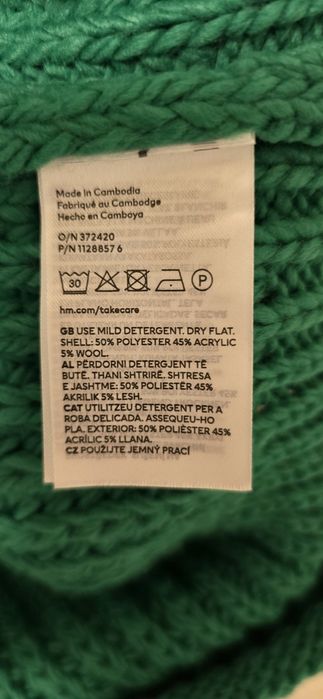 Made in Cambodia
Fabriqué au Cambodge
Hecho en Camboya
O/N 372420
P/N 1128857 6
30
P
hm.com/takecare
GB USE MILD DETERGENT. DRY FLAT.
SHELL: 50% POLYESTER 45% ACRYLIC
5% WOOL.
AL PËRDORNI DETERGJENT TË
BUTË. THANI SHTRIRË. SHTRESA
E JASHTME: 50% POLIESTËR 45%
AKRILIK 5% LESH.
CAT UTILITZEU DETERGENT PER A
ROBA DELICADA. ASSEQUEU-HO
PLA. EXTERIOR: 50% POLIÈSTER 45%
ACRÍLIC 5% LLANA.
CZ POUŽIJTE JEMNÝ PRACÍ